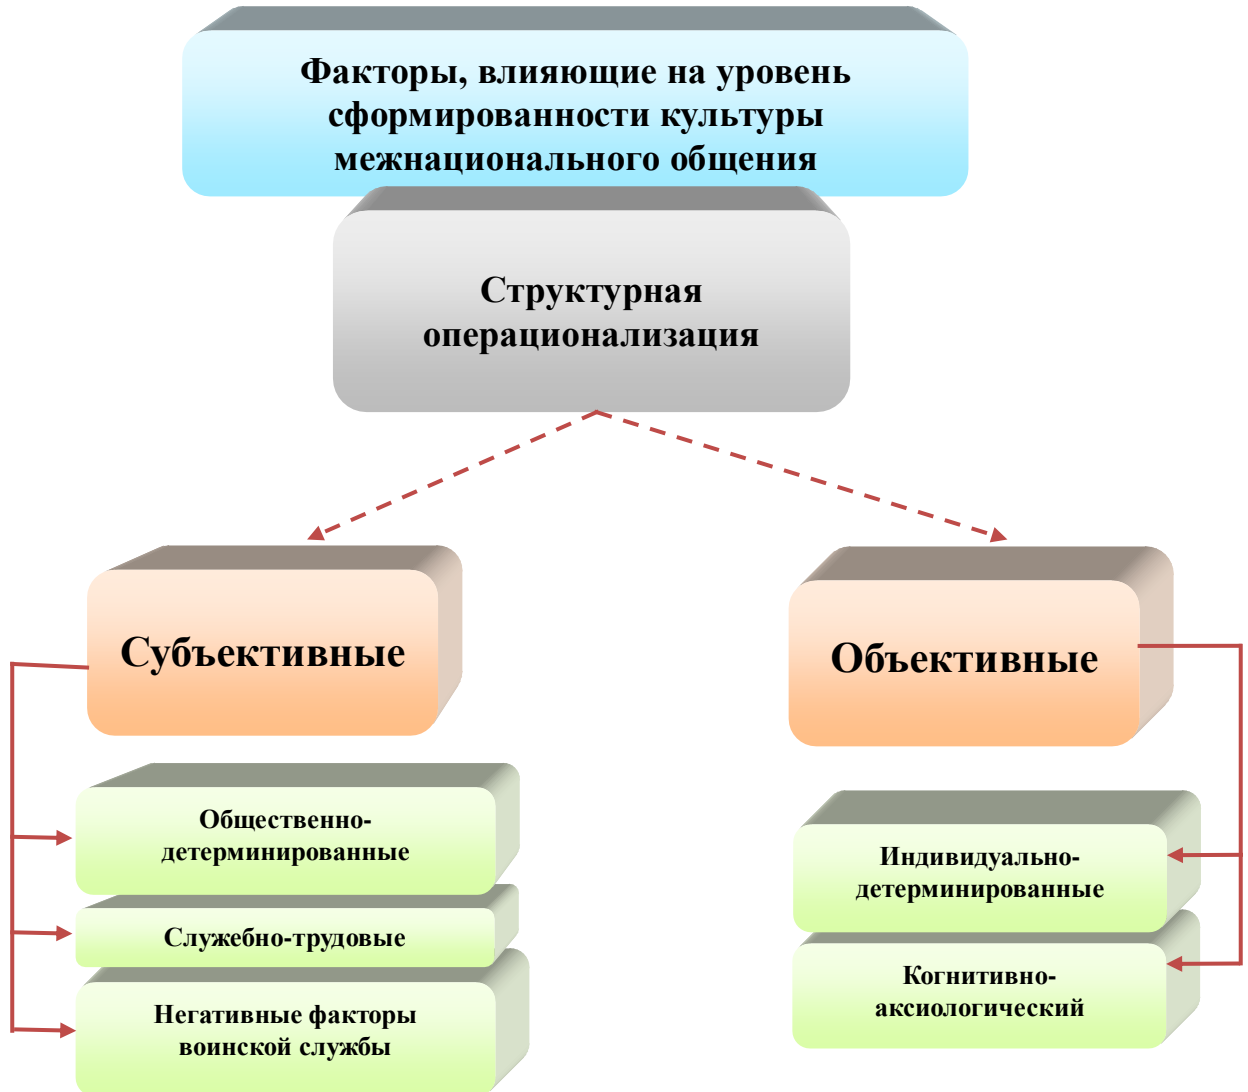 Факторы, влияющие на уровень
сформированности культуры
межнационального общения
Структурная
операционализация
Субъективные
Объективные
Общественно-
детерминированные
Служебно-трудовые
Негативные факторы
воинской службы
Индивидуально-
детерминированные
Когнитивно-
аксиологический